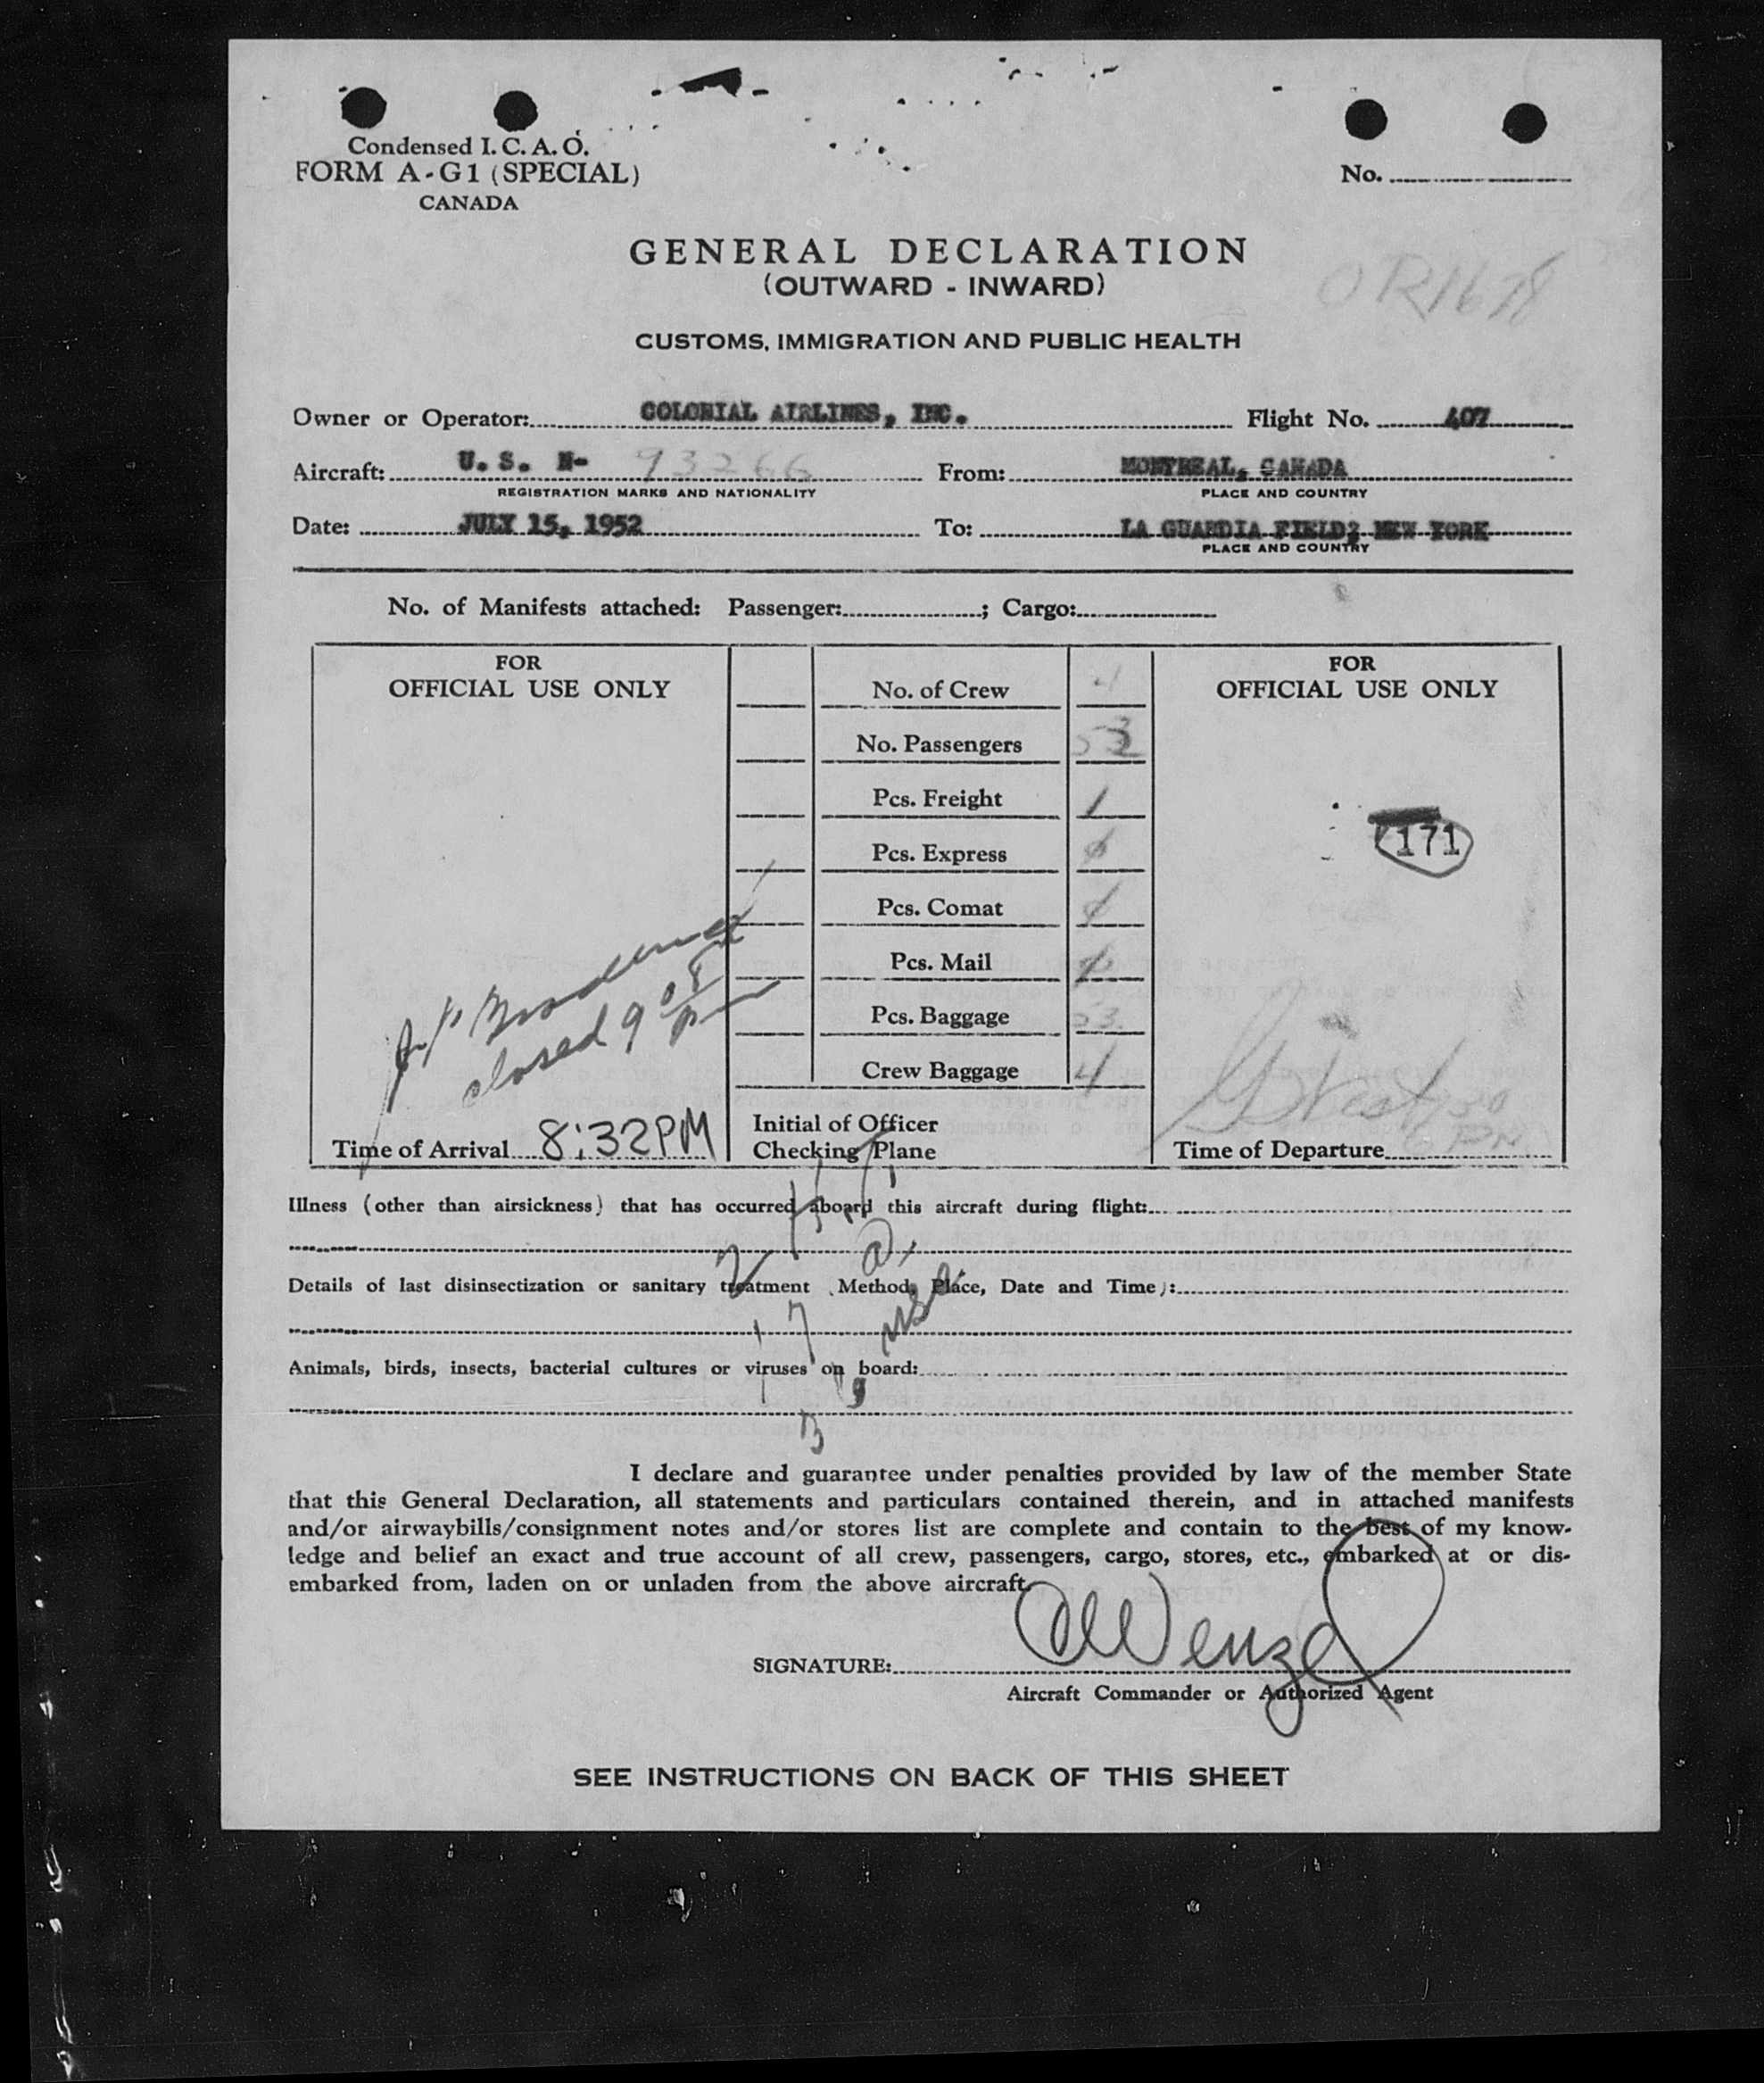 Condensed I. C. A. O.
FORM A-G1 (SPECIAL)
CANADA
No.
GENERAL DECLARATION
(OUTWARD - INWARD)
CUSTOMS, IMMIGRATION AND PUBLIC HEALTH
Owner or Operator: COLONIAL AIRLINES, INC. Flight No. 407
Aircraft: U. S. N- 93266 From: MONTREAL, CANADA
REGISTRATION MARKS AND NATIONALITY PLACE AND COUNTRY
Date: JULY 15, 1952 To: LA GUARDIA FIELD, NEW YORK
PLACE AND COUNTRY
No. of Manifests attached: Passenger: ; Cargo:
FOR
OFFICIAL USE ONLY
No. of Crew 4
No. Passengers
Pcs. Freight 1
Pcs. Express
Pcs. Comat
Pcs. Mail
Pcs. Baggage 53
Crew Baggage 4
FOR
OFFICIAL USE ONLY
171
closed 9 08 P
Time of Arrival 8:32PM
Initial of Officer
Checking Plane
Time of Departure
Illness (other than airsickness) that has occurred aboard this aircraft during flight:
Details of last disinsectization or sanitary treatment (Method, Place, Date and Time):
Animals, birds, insects, bacterial cultures or viruses on board:
I declare and guarantee under penalties provided by law of the member State
that this General Declaration, all statements and particulars contained therein, and in attached manifests
and/or airwaybills/consignment notes and/or stores list are complete and contain to the best of my know-
ledge and belief an exact and true account of all crew, passengers, cargo, stores, etc., embarked at or dis-
embarked from, laden on or unladen from the above aircraft.
SIGNATURE:
Aircraft Commander or Authorized Agent
SEE INSTRUCTIONS ON BACK OF THIS SHEET